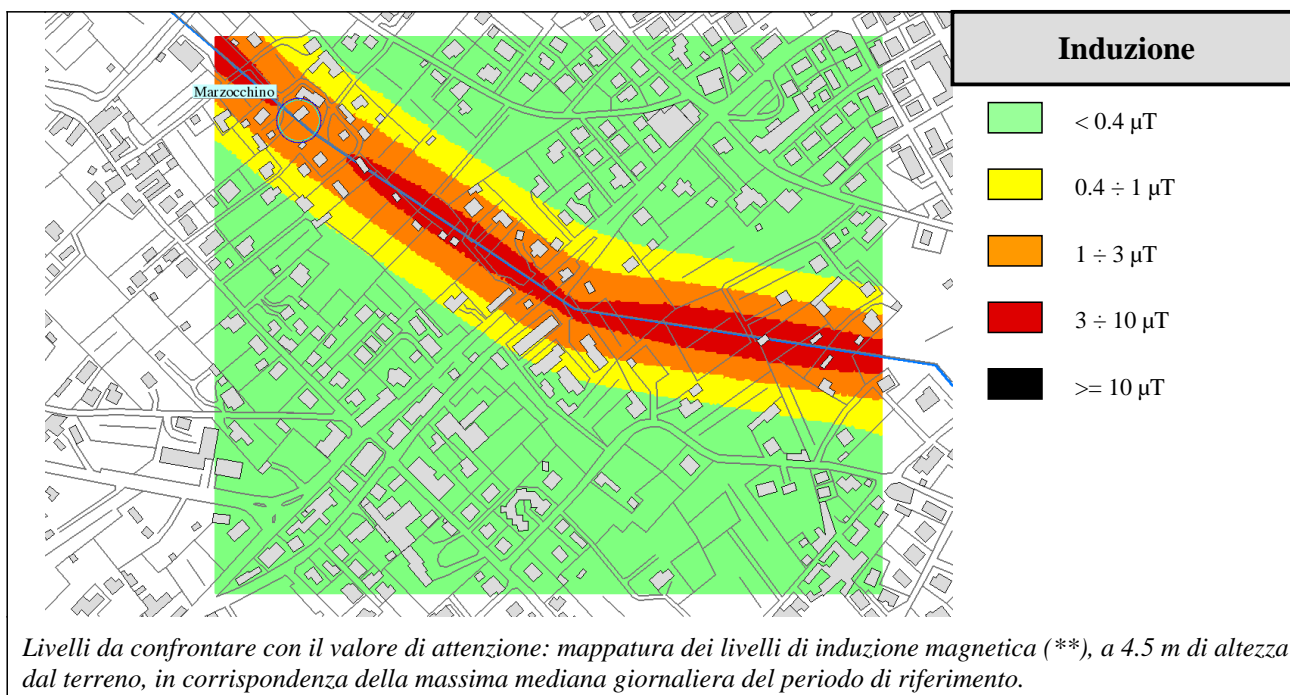 Marzocchino
Induzione
< 0.4 µT
0.4 ÷ 1 µT
1 ÷ 3 µT
3 ÷ 10 µT
>= 10 µT
Livelli da confrontare con il valore di attenzione: mappatura dei livelli di induzione magnetica (**), a 4.5 m di altezza
dal terreno, in corrispondenza della massima mediana giornaliera del periodo di riferimento.